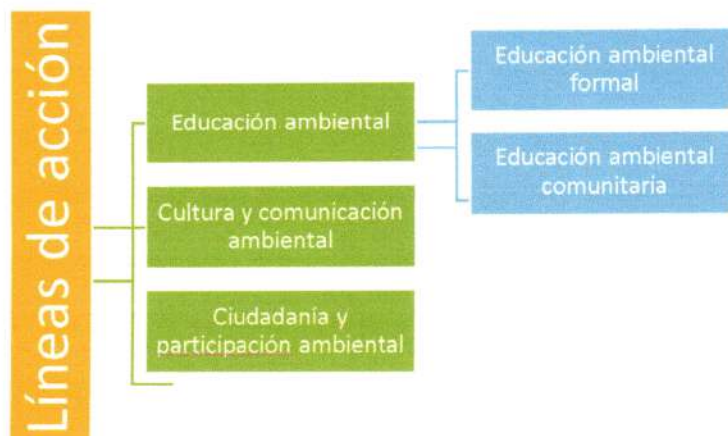 Líneas de acción
Educación ambiental
Cultura y comunicación
ambiental
Ciudadanía y
participación ambiental
Educación ambiental
formal
Educación ambiental
comunitaria